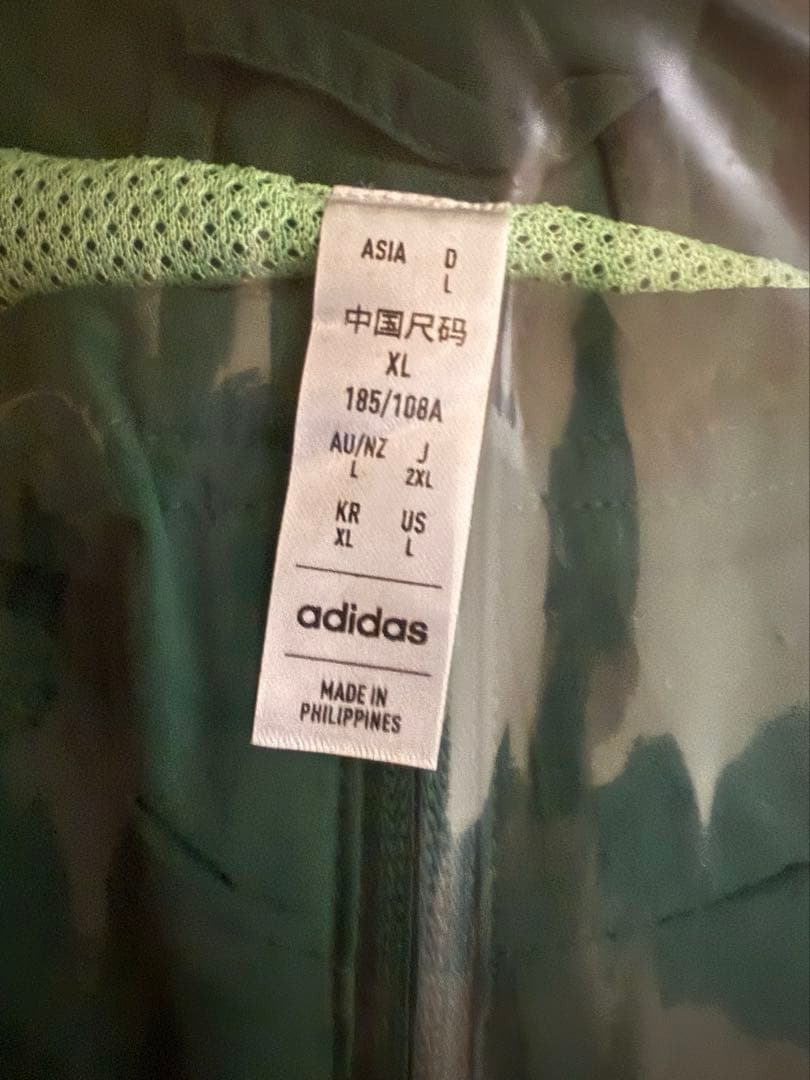 ASIA D
L
中国尺码
XL
185/108A
AU/NZ J
L 2XL
KR US
XL L
adidas
MADE IN
PHILIPPINES